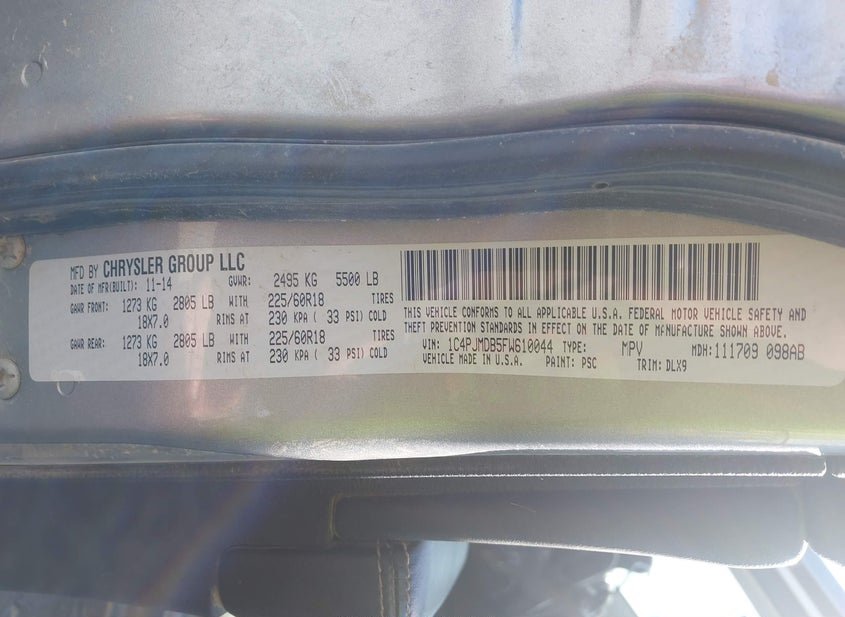 MFD BY CHRYSLER GROUP LLC
DATE OF MFR(BUILT): 11-14 GVWR: 2495 KG 5500 LB
GAWR FRONT: 1273 KG 2805 LB WITH 225/60R18 TIRES
18X7.0 RIMS AT 230 KPA ( 33 PSI) COLD
GAWR REAR: 1273 KG 2805 LB WITH 225/60R18 TIRES
18X7.0 RIMS AT 230 KPA ( 33 PSI) COLD
THIS VEHICLE CONFORMS TO ALL APPLICABLE U.S.A. FEDERAL MOTOR VEHICLE SAFETY AND
THEFT PREVENTION STANDARDS IN EFFECT ON THE DATE OF MANUFACTURE SHOWN ABOVE.
VIN: 1C4PJMDB5FW610044 TYPE: MPV MDH: 111709 098AB
VEHICLE MADE IN U.S.A. PAINT: PSC TRIM: DLX9